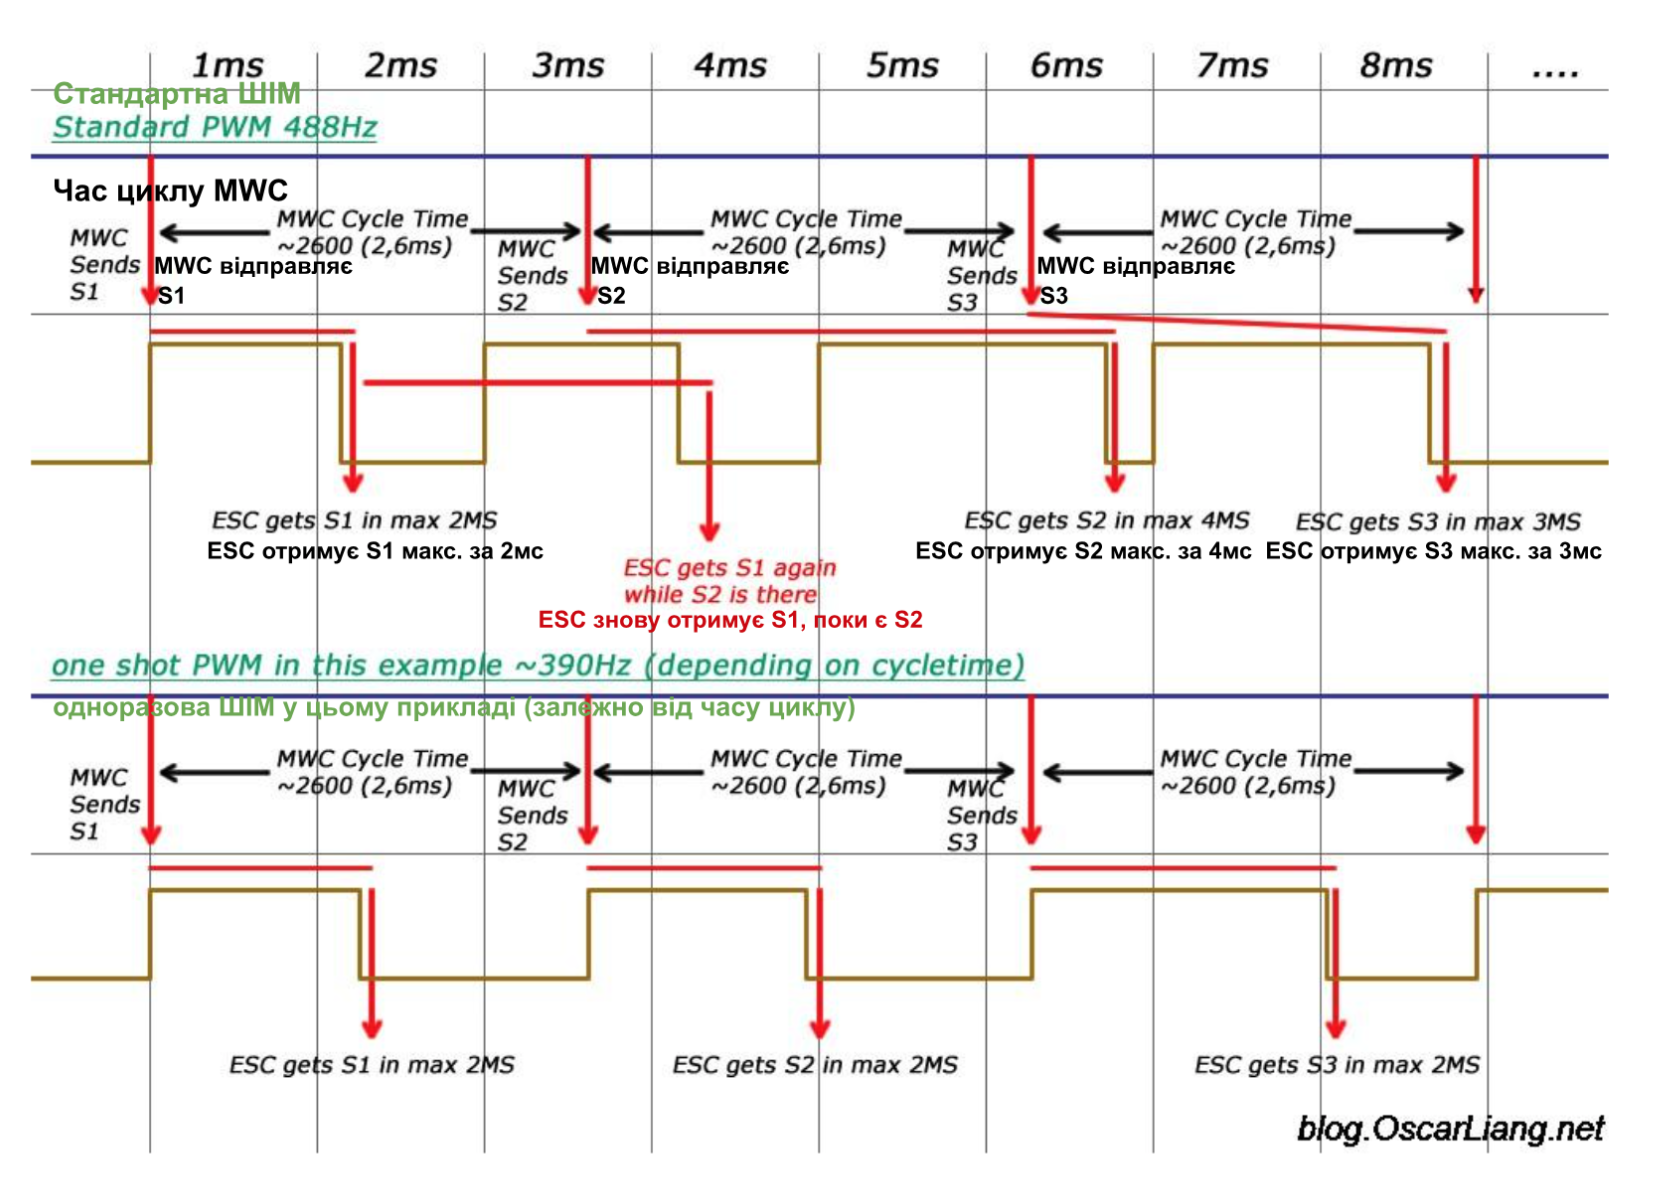 1ms 2ms 3ms 4ms 5ms 6ms 7ms 8ms ....
Стандартна ШІМ
Standard PWM 488Hz
Час циклу MWC
MWC Cycle Time
~2600 (2,6ms)
MWC Cycle Time
~2600 (2,6ms)
MWC Cycle Time
~2600 (2,6ms)
MWC
Sends
S1
MWC відправляє
S1
MWC
Sends
S2
MWC відправляє
S2
MWC
Sends
S3
MWC відправляє
S3
ESC gets S1 in max 2MS
ESC отримує S1 макс. за 2мс
ESC gets S1 again
while S2 is there
ESC знову отримує S1, поки є S2
ESC gets S2 in max 4MS
ESC отримує S2 макс. за 4мс
ESC gets S3 in max 3MS
ESC отримує S3 макс. за 3мс
one shot PWM in this example ~390Hz (depending on cycletime)
одноразова ШІМ у цьому прикладі (залежно від часу циклу)
MWC Cycle Time
~2600 (2,6ms)
MWC Cycle Time
~2600 (2,6ms)
MWC Cycle Time
~2600 (2,6ms)
MWC
Sends
S1
MWC
Sends
S2
MWC
Sends
S3
ESC gets S1 in max 2MS
ESC gets S2 in max 2MS
ESC gets S3 in max 2MS
blog.OscarLiang.net